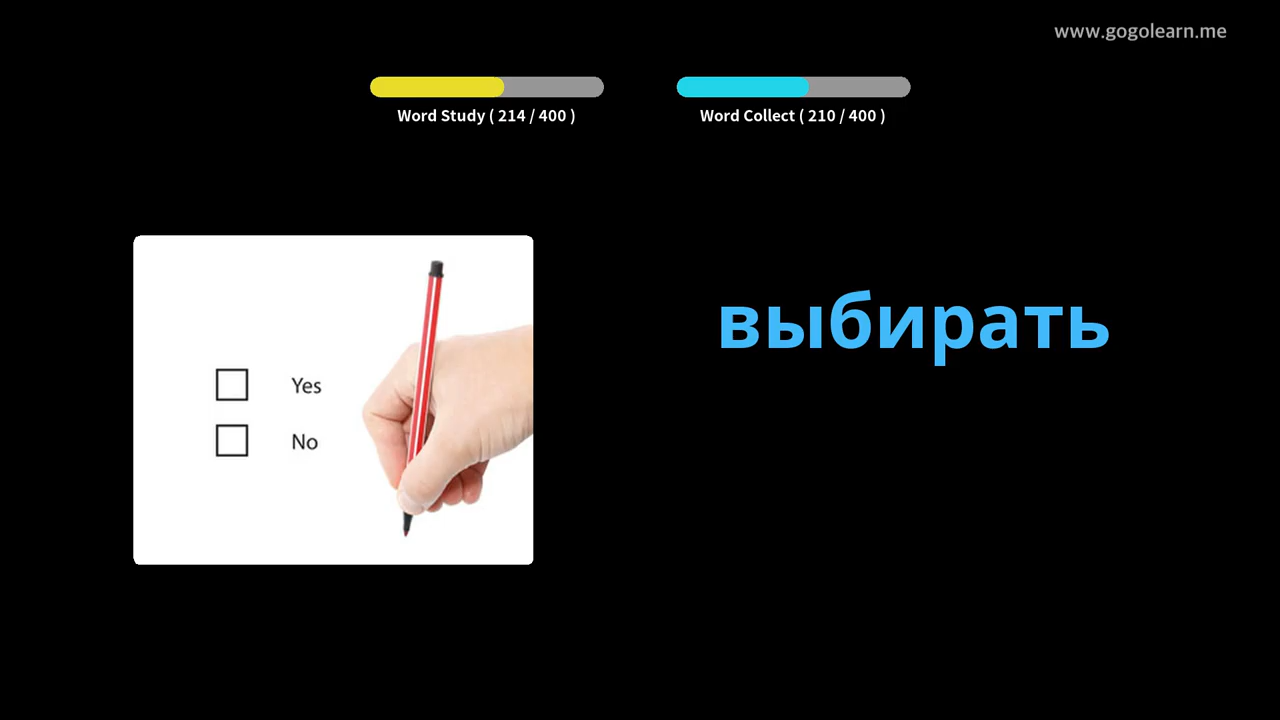 www.gogolearn.me
Word Study ( 214 / 400 )
Word Collect ( 210 / 400 )
выбирать
Yes
No